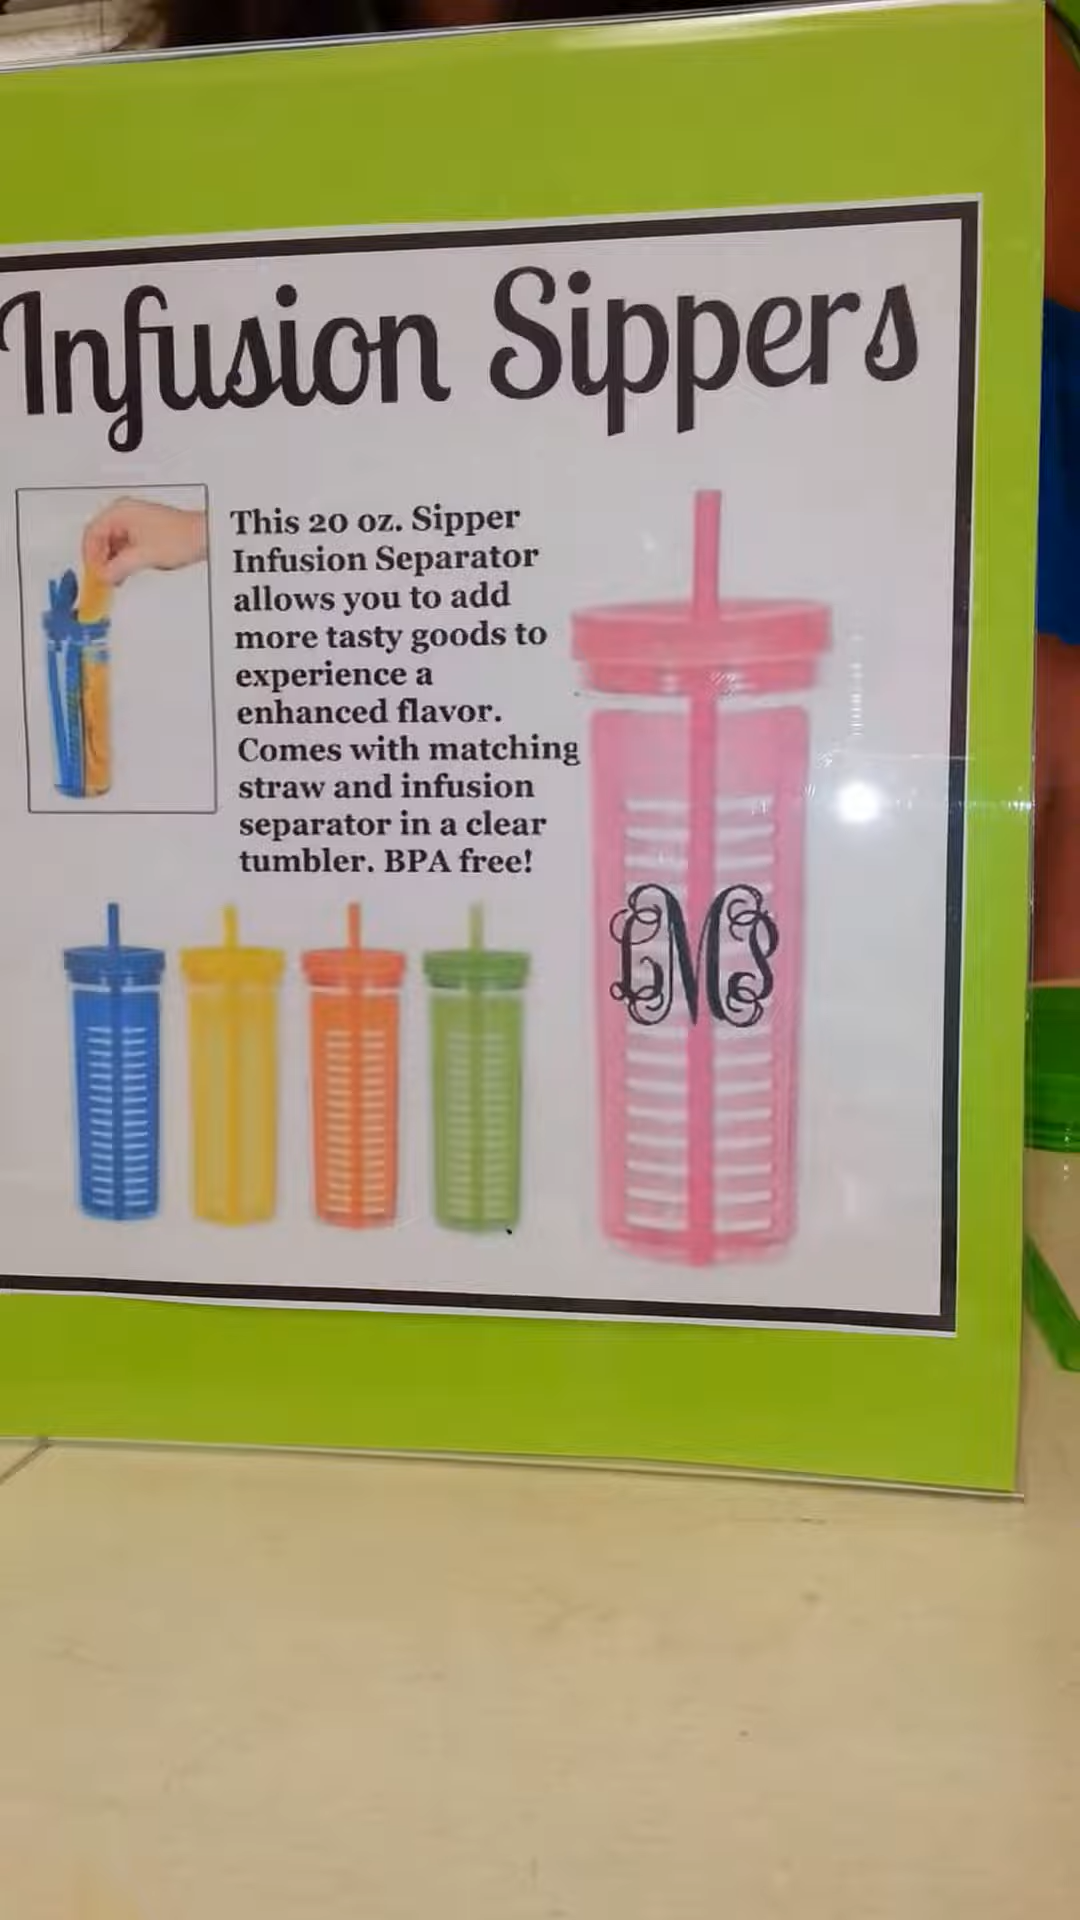 Infusion Sippers
This 20 oz. Sipper
Infusion Separator
allows you to add
more tasty goods to
experience a
enhanced flavor.
Comes with matching
straw and infusion
separator in a clear
tumbler. BPA free!
LMS